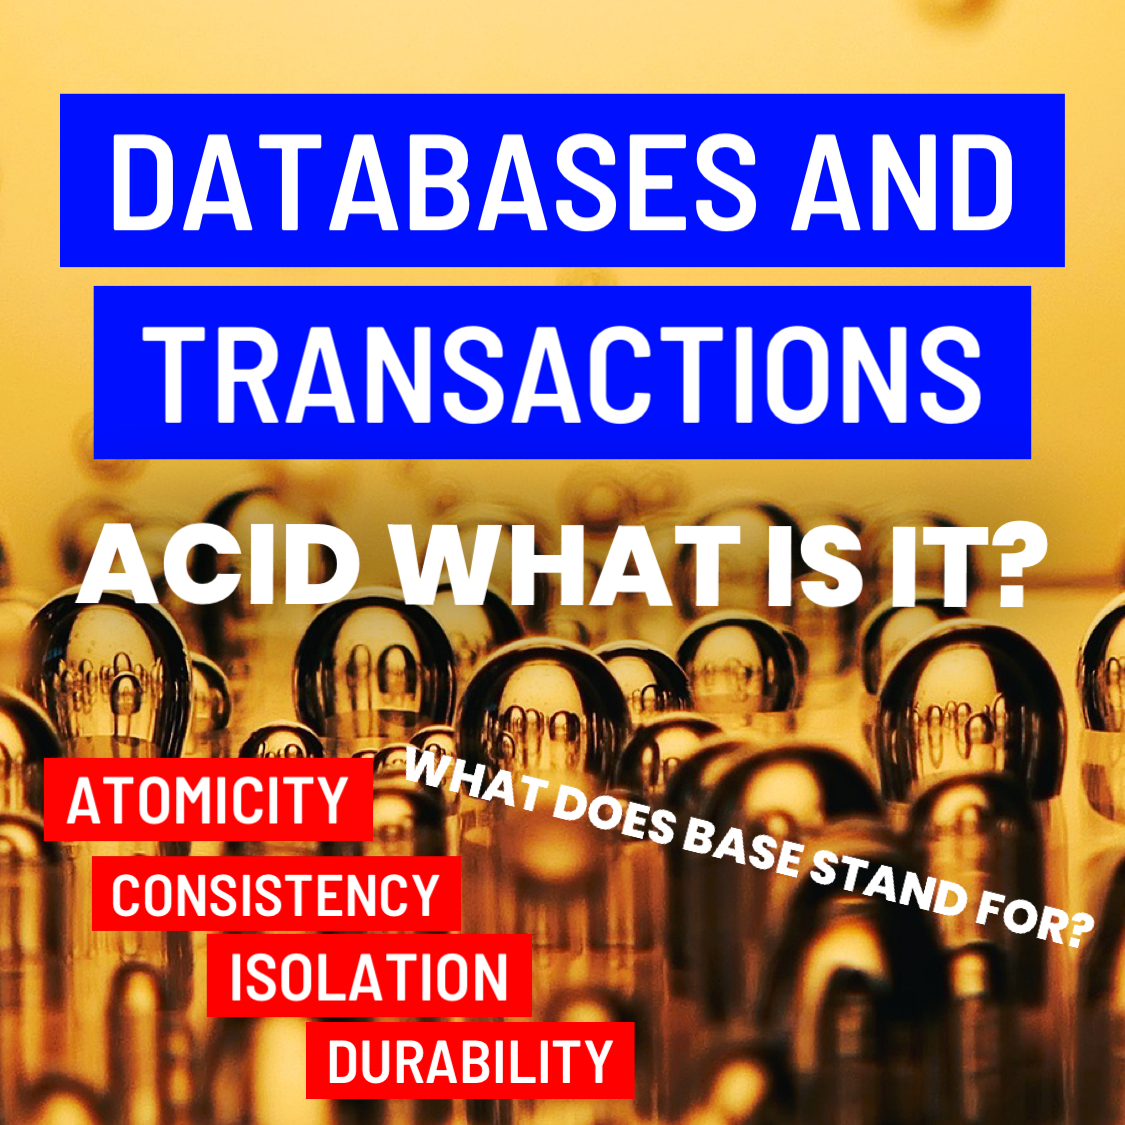 DATABASES AND
TRANSACTIONS
ACID WHAT IS IT?
ATOMICITY
WHAT DOES BASE STAND FOR?
CONSISTENCY
ISOLATION
DURABILITY